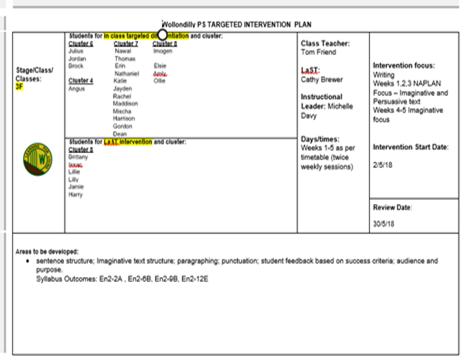 Wollondilly PS TARGETED INTERVENTION PLAN
Stage/Class/
Classes:
3F
Students for in class targeted and cluster:
Cluster 6 Cluster 7 Cluster 8
Julius Nawal Imogen
Jordan Thomas
Brock Erin Elsie
Nathaniel
Cluster 4 Katie Ollie
Angus Jayden
Rachel
Maddison
Mischa
Harrison
Gordon
Dean
Students for LaST intervention and cluster:
Cluster 8
Brittany
Isaac
Lillie
Lilly
Jamie
Harry
Class Teacher:
Tom Friend
LaST:
Cathy Brewer
Instructional
Leader: Michelle
Davy
Days/times:
Weeks 1-5 as per
timetable (twice
weekly sessions)
Intervention focus:
Writing
Weeks 1,2,3 NAPLAN
Focus – Imaginative and
Persuasive text
Weeks 4-5 Imaginative
focus
Intervention Start Date:
2/5/18
Review Date:
30/5/18
Areas to be developed:
• sentence structure; Imaginative text structure; paragraphing; punctuation; student feedback based on success criteria; audience and
purpose.
Syllabus Outcomes: En2-2A , En2-6B, En2-9B, En2-12E